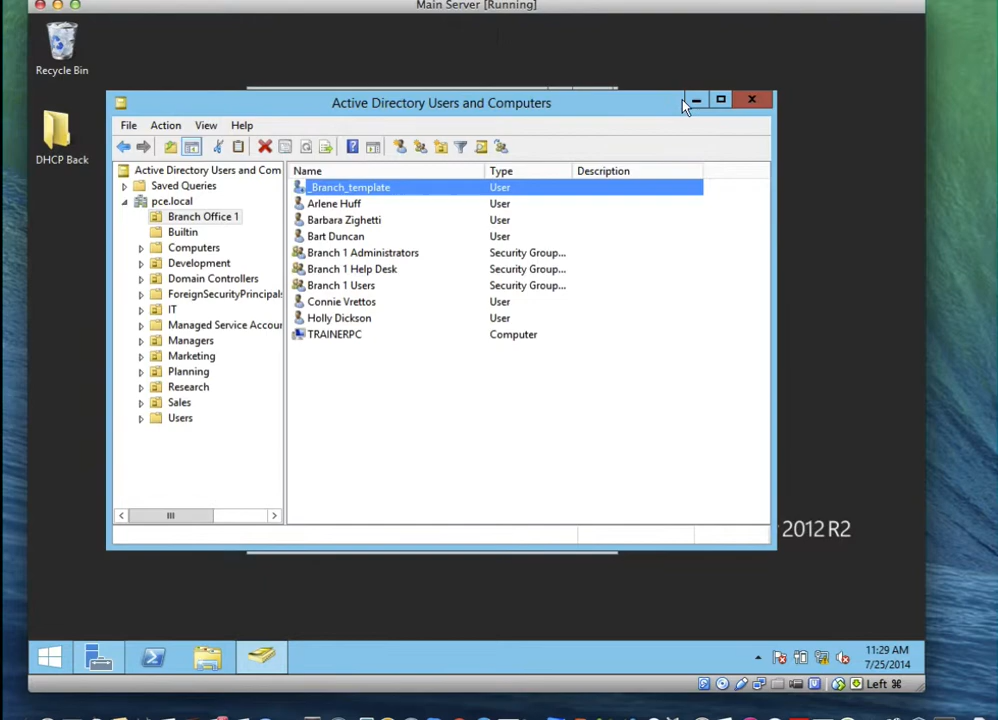 Main Server [Running]
Recycle Bin
DHCP Back
Active Directory Users and Computers
File Action View Help
Active Directory Users and Com
Saved Queries
pce.local
Branch Office 1
Builtin
Computers
Development
Domain Controllers
ForeignSecurityPrincipals
IT
Managed Service Accou
Managers
Marketing
Planning
Research
Sales
Users
Name Type Description
_Branch_template User
Arlene Huff User
Barbara Zighetti User
Bart Duncan User
Branch 1 Administrators Security Group...
Branch 1 Help Desk Security Group...
Branch 1 Users Security Group...
Connie Vrettos User
Holly Dickson User
TRAINERPC Computer
2012 R2
11:29 AM
7/25/2014
Left ⌘